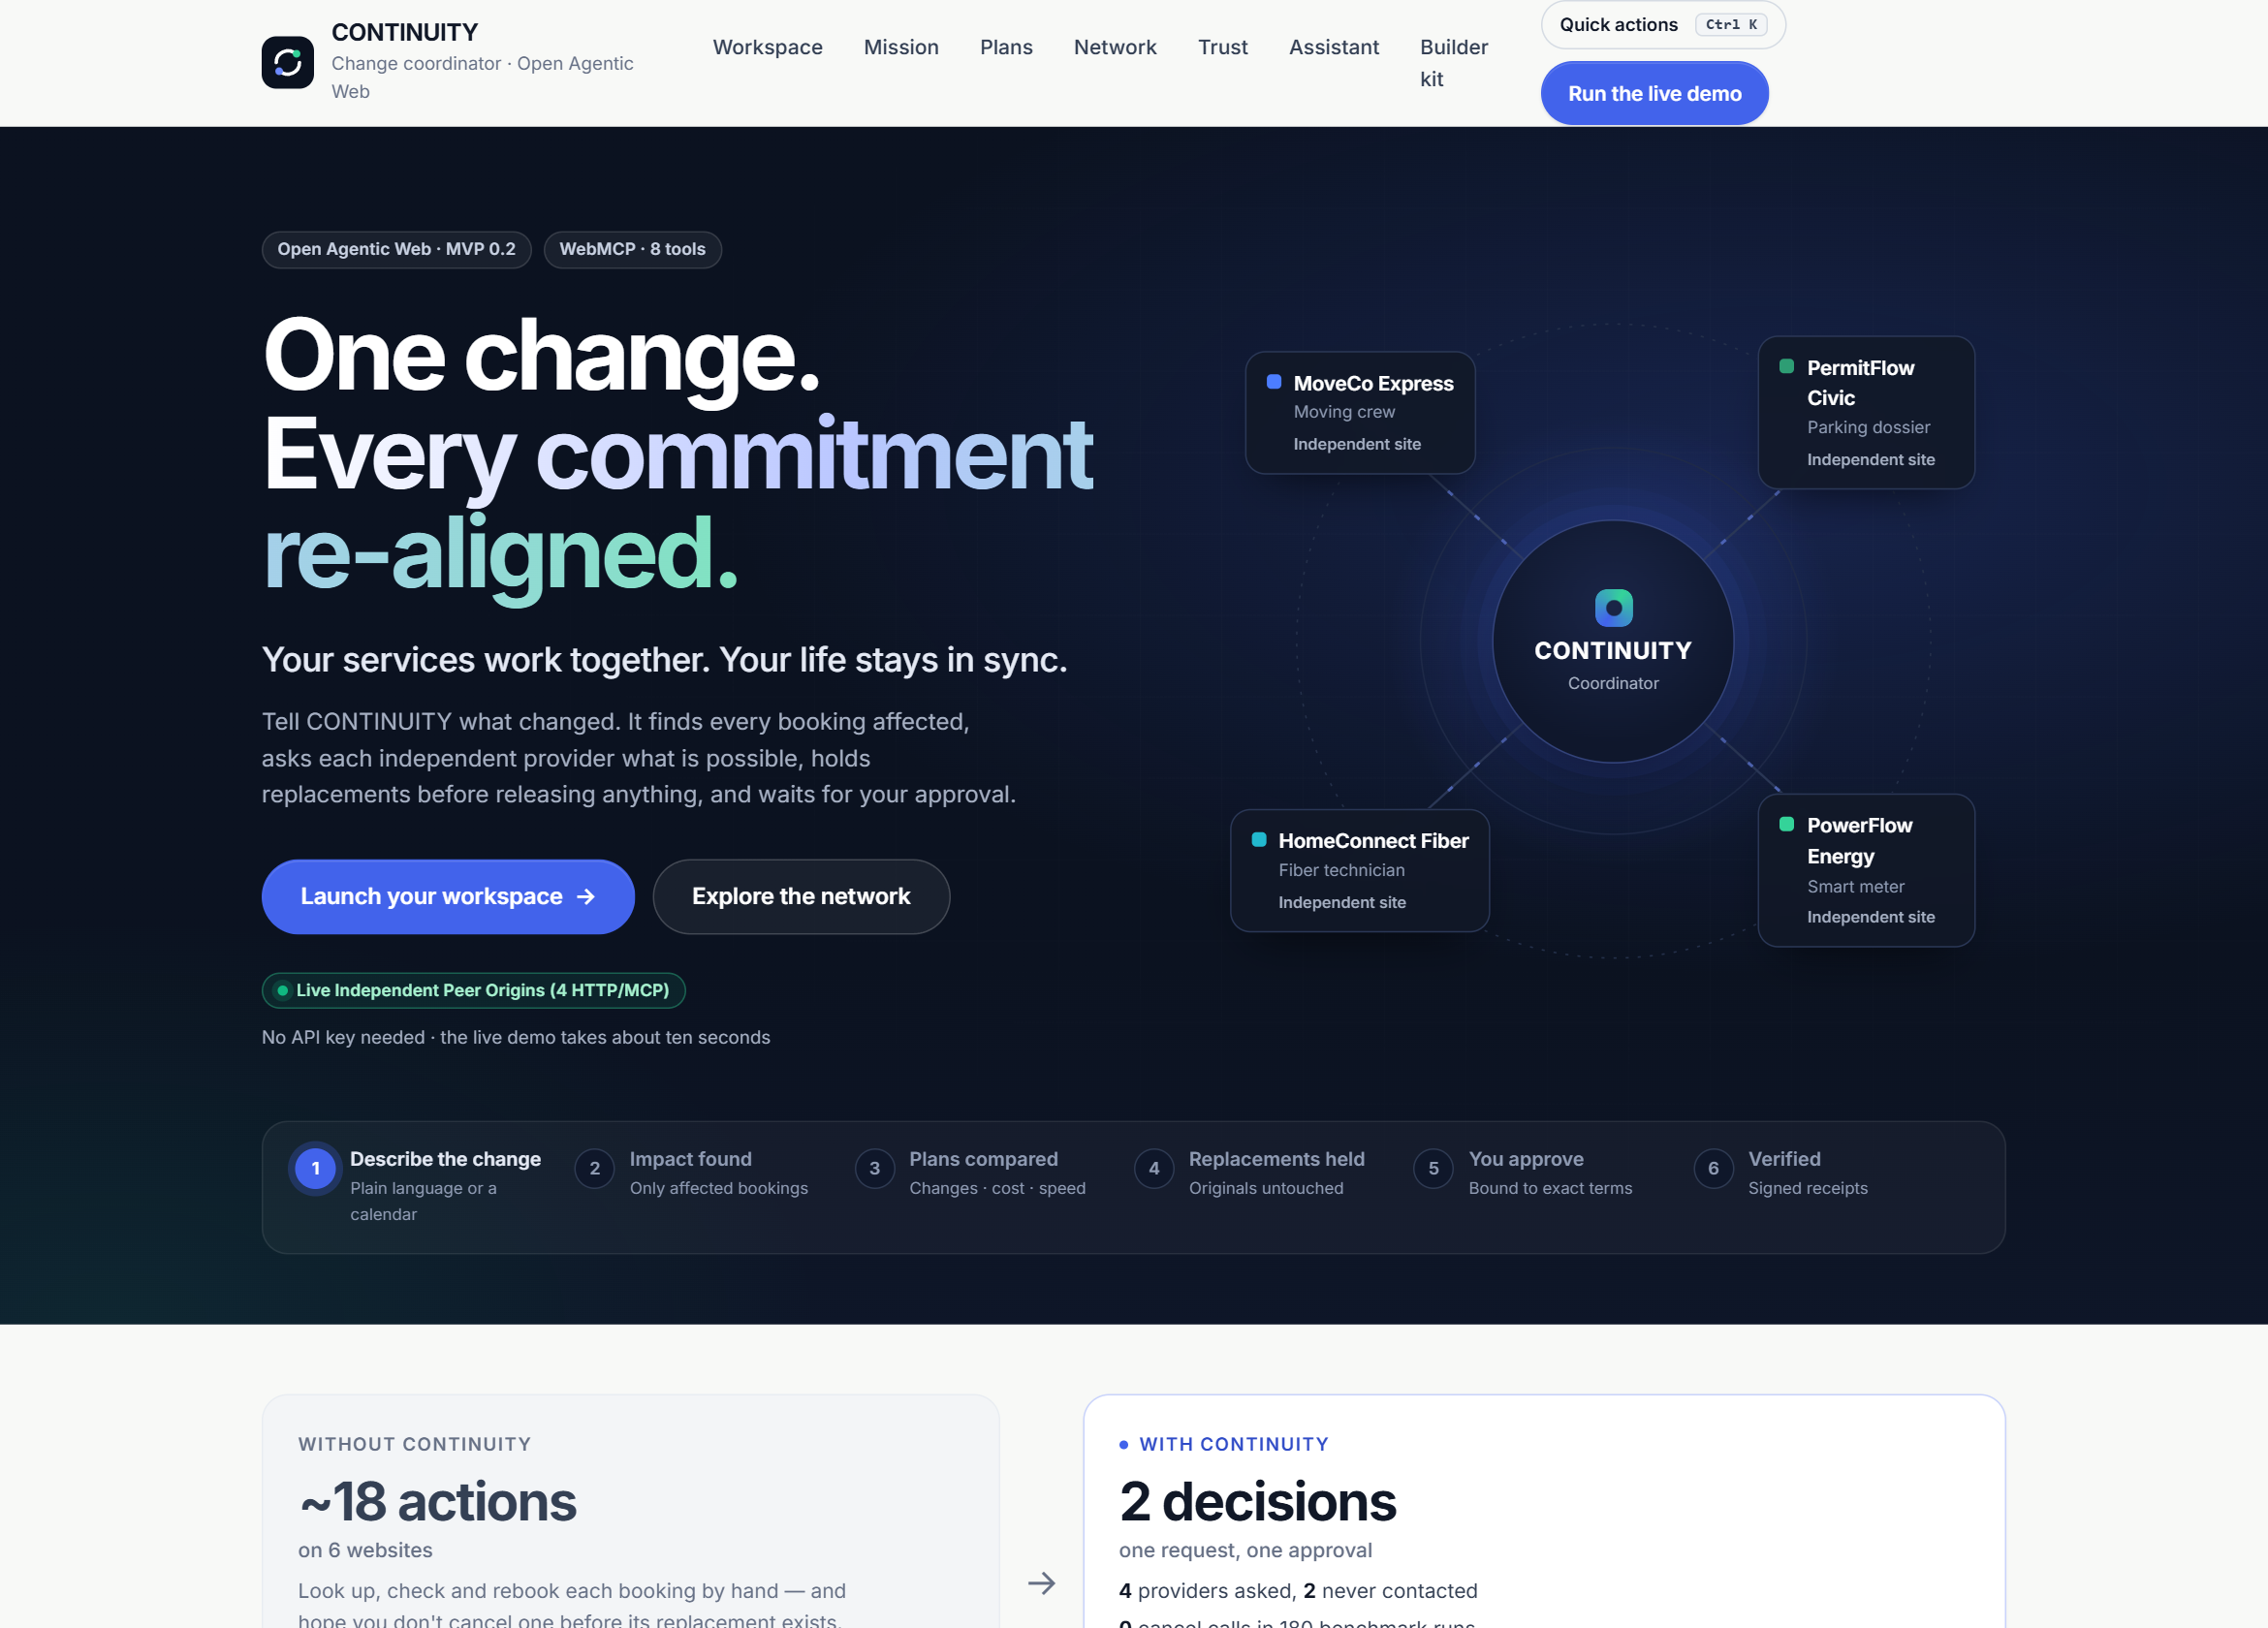 CONTINUITY
Change coordinator · Open Agentic
Web
Workspace
Mission
Plans
Network
Trust
Assistant
Builder
kit
Quick actions Ctrl K
Run the live demo
Open Agentic Web · MVP 0.2
WebMCP · 8 tools
One change.
Every commitment
re-aligned.
Your services work together. Your life stays in sync.
Tell CONTINUITY what changed. It finds every booking affected,
asks each independent provider what is possible, holds
replacements before releasing anything, and waits for your approval.
Launch your workspace →
Explore the network
Live Independent Peer Origins (4 HTTP/MCP)
No API key needed · the live demo takes about ten seconds
MoveCo Express
Moving crew
Independent site
PermitFlow
Civic
Parking dossier
Independent site
CONTINUITY
Coordinator
HomeConnect Fiber
Fiber technician
Independent site
PowerFlow
Energy
Smart meter
Independent site
1
Describe the change
Plain language or a
calendar
2
Impact found
Only affected bookings
3
Plans compared
Changes · cost · speed
4
Replacements held
Originals untouched
5
You approve
Bound to exact terms
6
Verified
Signed receipts
WITHOUT CONTINUITY
~18 actions
on 6 websites
Look up, check and rebook each booking by hand — and
hope you don't cancel one before its replacement exists.
→
WITH CONTINUITY
2 decisions
one request, one approval
4 providers asked, 2 never contacted
0 cancel calls in 180 benchmark runs